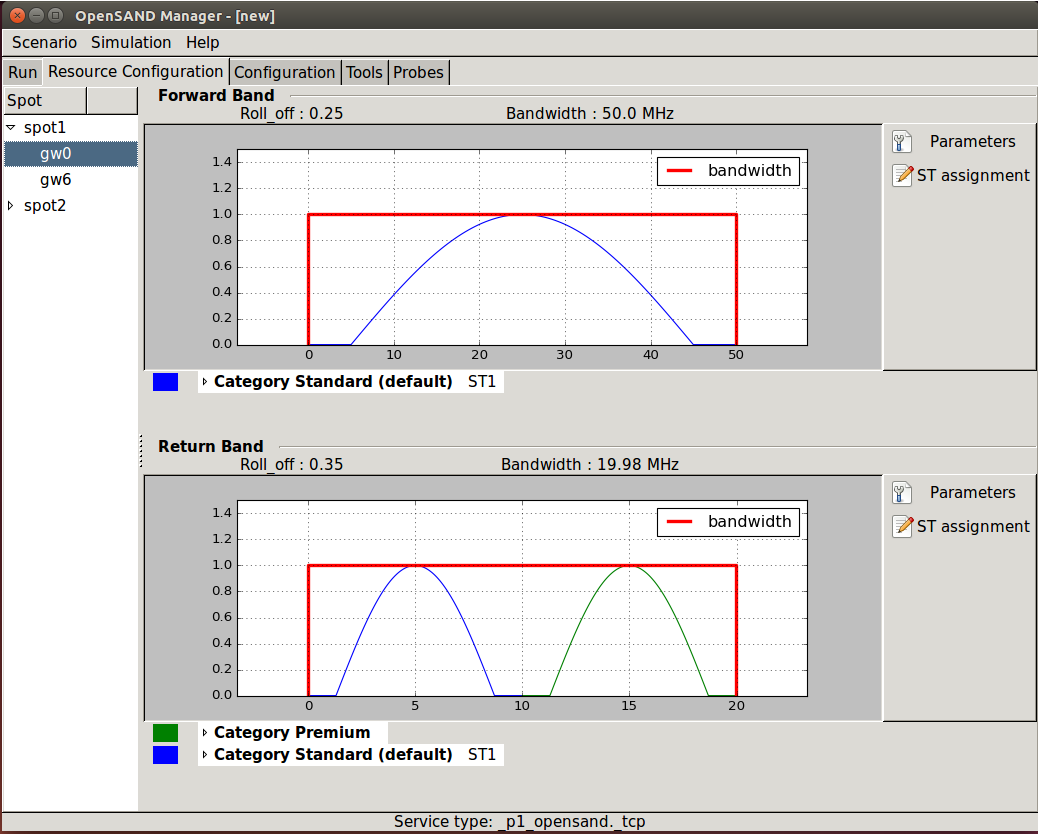 OpenSAND Manager - [new]
Scenario Simulation Help
Run Resource Configuration Configuration Tools Probes
Spot
spot1
gw0
gw6
spot2
Forward Band
Roll_off : 0.25 Bandwidth : 50.0 MHz
bandwidth
1.4
1.2
1.0
0.8
0.6
0.4
0.2
0.0
0 10 20 30 40 50
Parameters
ST assignment
Category Standard (default) ST1
Return Band
Roll_off : 0.35 Bandwidth : 19.98 MHz
bandwidth
1.4
1.2
1.0
0.8
0.6
0.4
0.2
0.0
0 5 10 15 20
Parameters
ST assignment
Category Premium
Category Standard (default) ST1
Service type: _p1_opensand._tcp